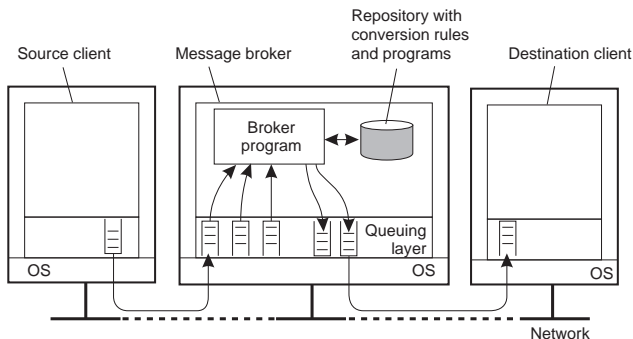 Repository with
conversion rules
and programs
Source client
Message broker
Destination client
Broker
program
Queuing
layer
OS
OS
OS
Network